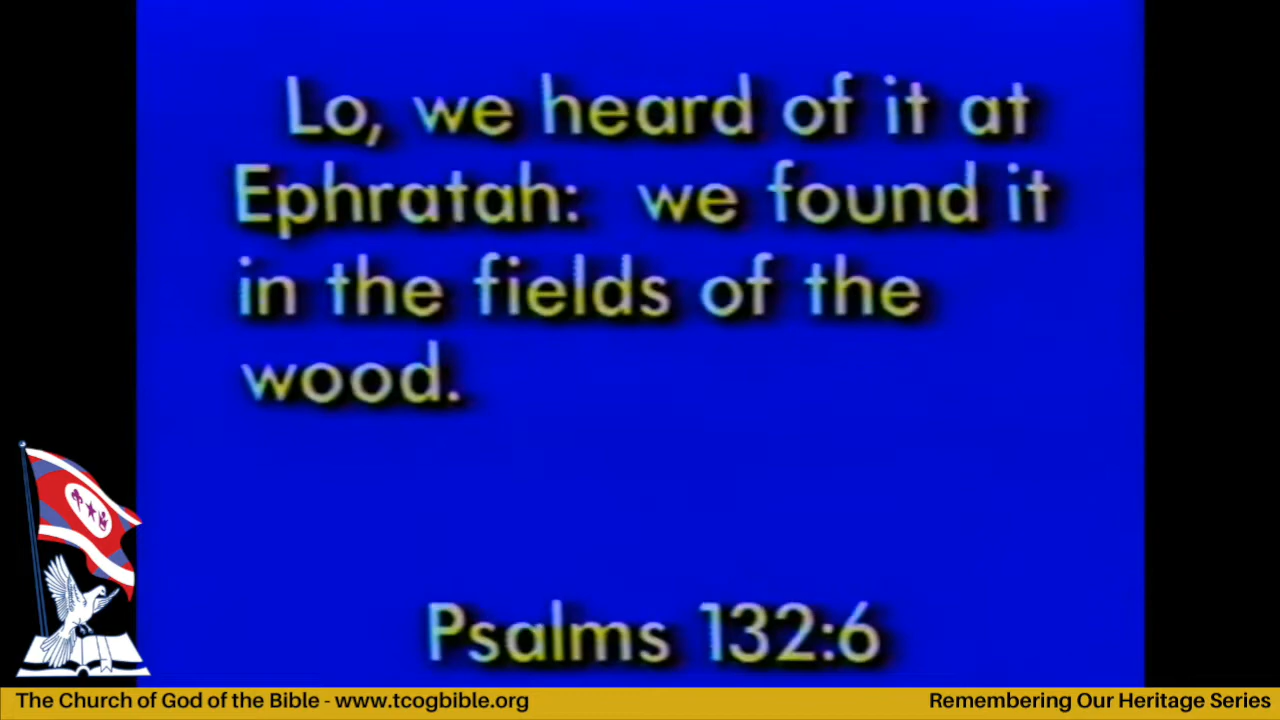 Lo, we heard of it at
Ephratah: we found it
in the fields of the
wood.
Psalms 132:6
The Church of God of the Bible - www.tcogbible.org
Remembering Our Heritage Series